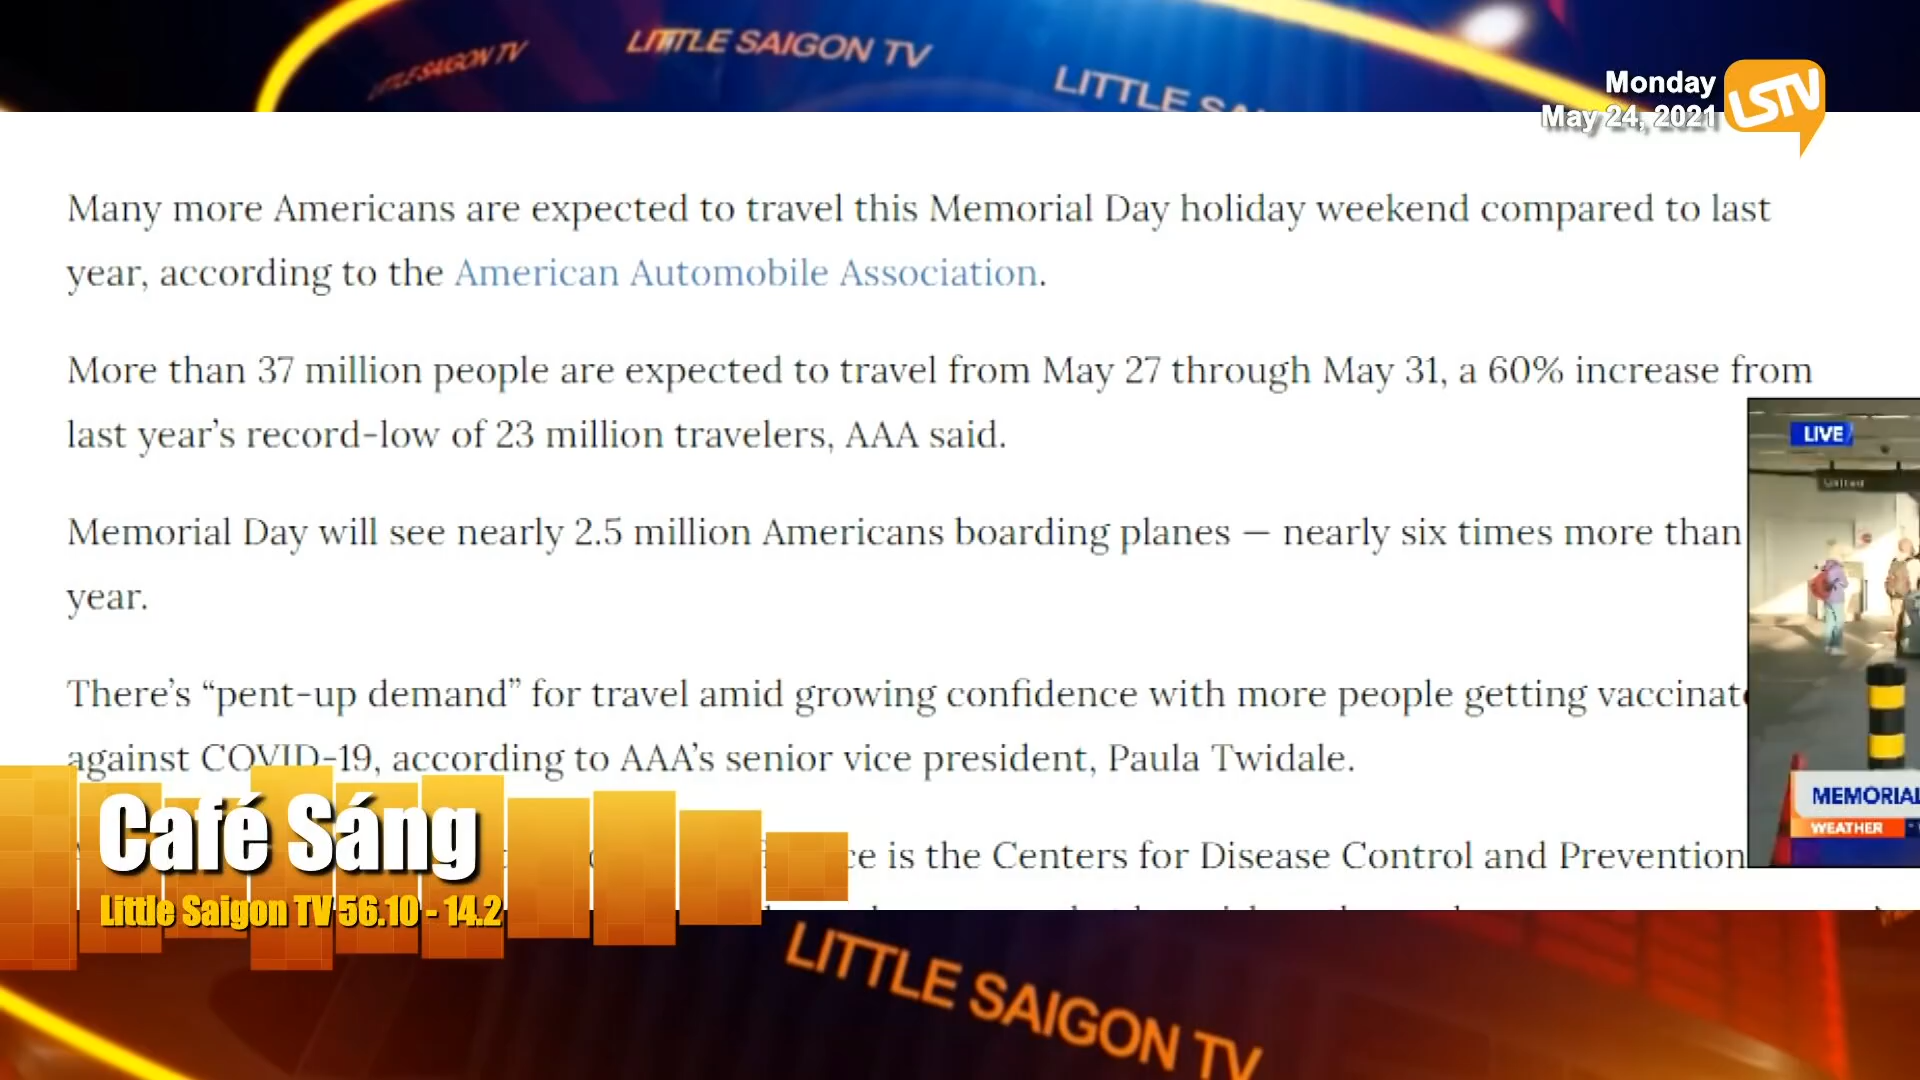 LITTLE SAIGON TV
LITTLE SAIGON TV
LITTLE
Monday
May 24, 2021
LSTV
Many more Americans are expected to travel this Memorial Day holiday weekend compared to last
year, according to the American Automobile Association.
More than 37 million people are expected to travel from May 27 through May 31, a 60% increase from
last year’s record-low of 23 million travelers, AAA said.
Memorial Day will see nearly 2.5 million Americans boarding planes — nearly six times more than
year.
There’s “pent-up demand” for travel amid growing confidence with more people getting
against COVID-19, according to AAA’s senior vice president, Paula Twidale.
is the Centers for Disease Control and Prevention
LIVE
United
MEMORIAL
WEATHER
Café Sáng
Little Saigon TV 56.10 - 14.2
LITTLE SAIGON TV